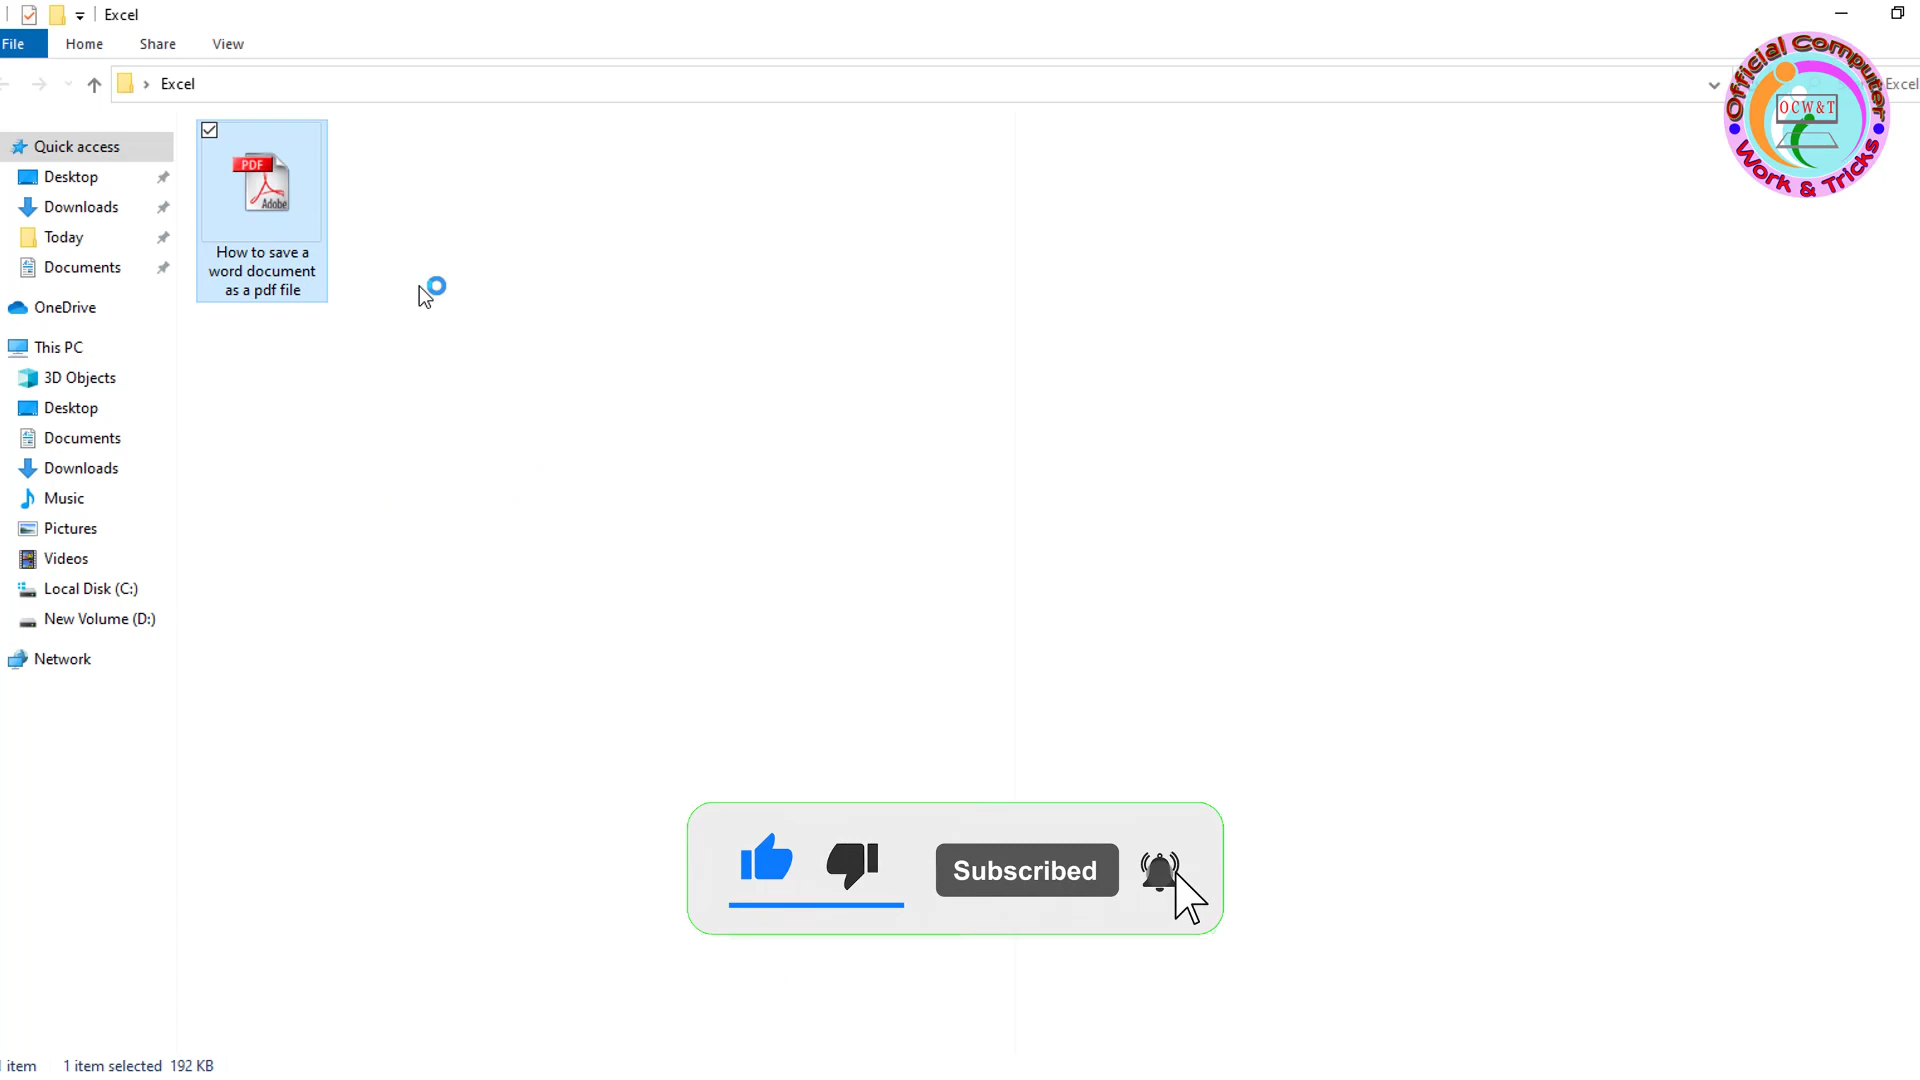 Excel
File Home Share View
Excel
Excel
Official Computer
OCW&T
Work & Tricks
Quick access
Desktop
Downloads
Today
Documents
OneDrive
This PC
3D Objects
Desktop
Documents
Downloads
Music
Pictures
Videos
Local Disk (C:)
New Volume (D:)
Network
PDF
Adobe
How to save a
word document
as a pdf file
Subscribed
item 1 item selected 192 KB